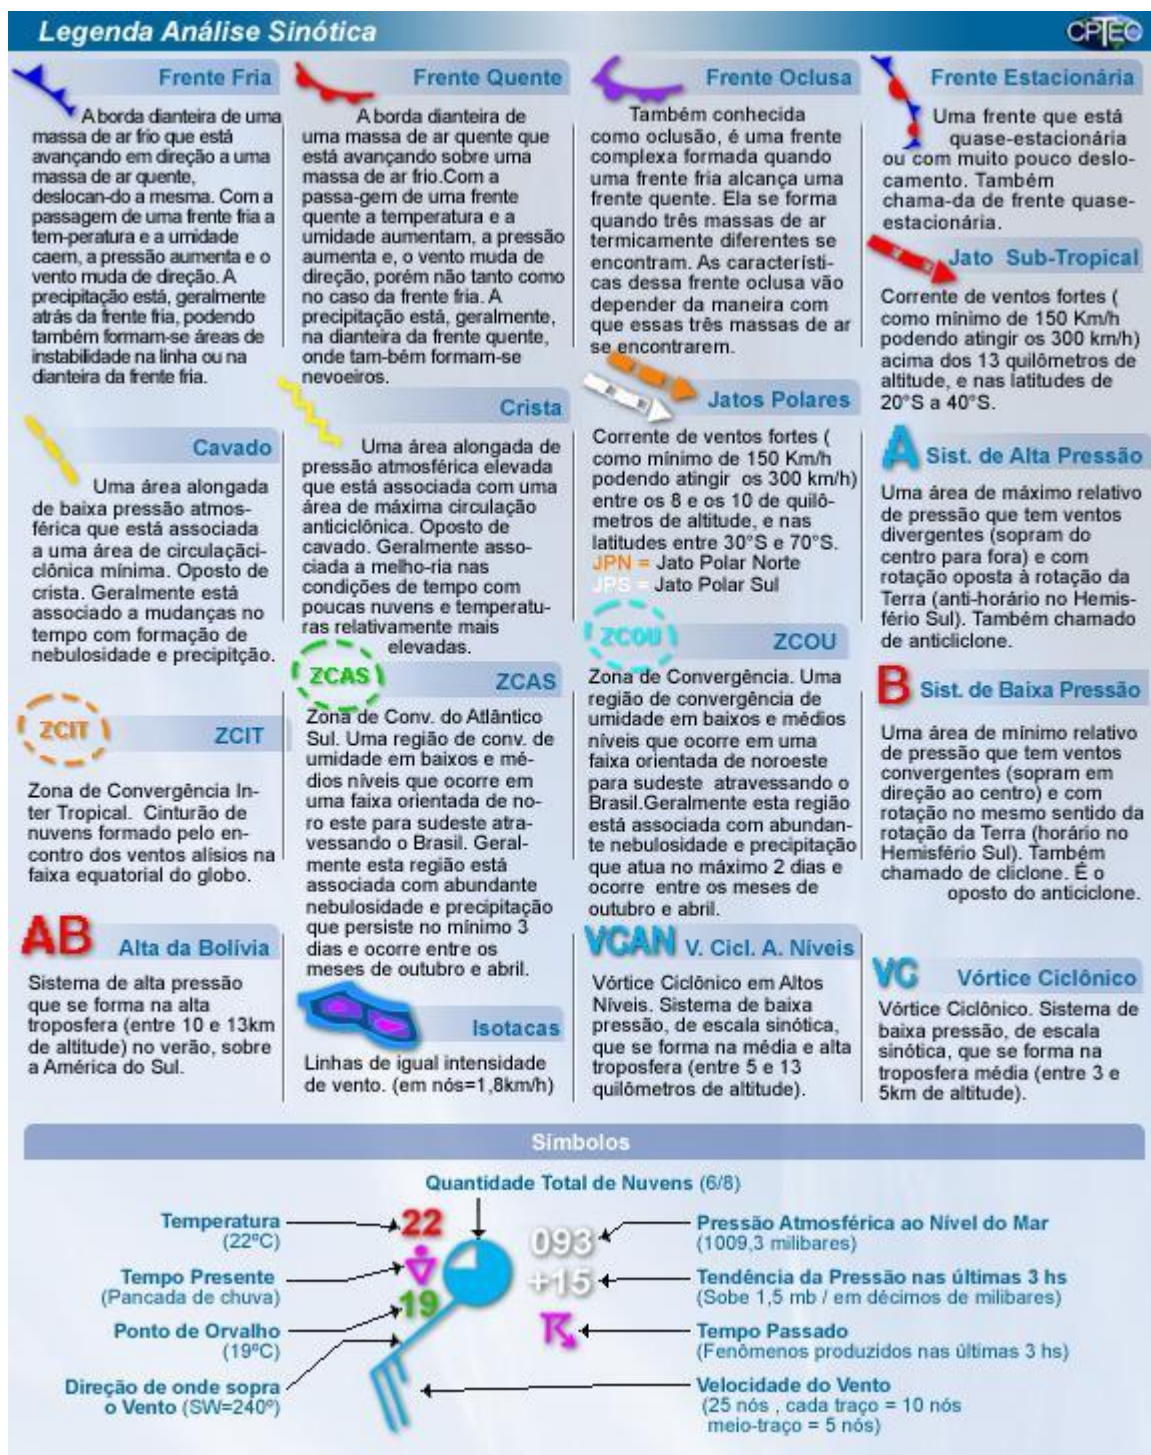 Legenda Análise Sinótica
CPTEC
Frente Fria
A borda dianteira de uma
massa de ar frio que está
avançando em direção a uma
massa de ar quente,
deslocan-do a mesma. Com a
passagem de uma frente fria a
tem-peratura e a umidade
caem, a pressão aumenta e o
vento muda de direção. A
precipitação está, geralmente
atrás da frente fria, podendo
também formam-se áreas de
instabilidade na linha ou na
dianteira da frente fria.
Cavado
Uma área alongada
de baixa pressão atmos-
férica que está associada
a uma área de circulaçãci-
clônica mínima. Oposto de
crista. Geralmente está
associado a mudanças no
tempo com formação de
nebulosidade e precipitção.
ZCIT
ZCIT
Zona de Convergência In-
ter Tropical. Cinturão de
nuvens formado pelo en-
contro dos ventos alísios na
faixa equatorial do globo.
AB
Alta da Bolívia
Sistema de alta pressão
que se forma na alta
troposfera (entre 10 e 13km
de altitude) no verão, sobre
a América do Sul.
Frente Quente
A borda dianteira de
uma massa de ar quente que
está avançando sobre uma
massa de ar frio.Com a
passa-gem de uma frente
quente a temperatura e a
umidade aumentam, a pressão
aumenta e, o vento muda de
direção, porém não tanto como
no caso da frente fria. A
precipitação está, geralmente,
na dianteira da frente quente,
onde tam-bém formam-se
nevoeiros.
Crista
Uma área alongada de
pressão atmosférica elevada
que está associada com uma
área de máxima circulação
anticiclônica. Oposto de
cavado. Geralmente asso-
ciada a melho-ria nas
condições de tempo com
poucas nuvens e temperatu-
ras relativamente mais
elevadas.
ZCAS
ZCAS
Zona de Conv. do Atlântico
Sul. Uma região de conv. de
umidade em baixos e mé-
dios níveis que ocorre em
uma faixa orientada de no-
ro este para sudeste atra-
vessando o Brasil. Geral-
mente esta região está
associada com abundante
nebulosidade e precipitação
que persiste no mínimo 3
dias e ocorre entre os
meses de outubro e abril.
Isotacas
Linhas de igual intensidade
de vento. (em nós=1,8km/h)
Frente Oclusa
Também conhecida
como oclusão, é uma frente
complexa formada quando
uma frente fria alcança uma
frente quente. Ela se forma
quando três massas de ar
termicamente diferentes se
encontram. As característi-
cas dessa frente oclusa vão
depender da maneira com
que essas três massas de ar
se encontrarem.
Jatos Polares
Corrente de ventos fortes (
como mínimo de 150 Km/h
podendo atingir os 300 km/h)
entre os 8 e os 10 de quilô-
metros de altitude, e nas
latitudes entre 30°S e 70°S.
JPN = Jato Polar Norte
JPS = Jato Polar Sul
ZCOU
ZCOU
Zona de Convergência. Uma
região de convergência de
umidade em baixos e médios
níveis que ocorre em uma
faixa orientada de noroeste
para sudeste atravessando o
Brasil.Geralmente esta região
está associada com abundan-
te nebulosidade e precipitação
que atua no máximo 2 dias e
ocorre entre os meses de
outubro e abril.
VCAN
V. Cicl. A. Níveis
Vórtice Ciclônico em Altos
Níveis. Sistema de baixa
pressão, de escala sinótica,
que se forma na média e alta
troposfera (entre 5 e 13
quilômetros de altitude).
Frente Estacionária
Uma frente que está
quase-estacionária
ou com muito pouco deslo-
camento. Também
chama-da de frente quase-
estacionária.
Jato Sub-Tropical
Corrente de ventos fortes (
como mínimo de 150 Km/h
podendo atingir os 300 km/h)
acima dos 13 quilômetros de
altitude, e nas latitudes de
20°S a 40°S.
A
Sist. de Alta Pressão
Uma área de máximo relativo
de pressão que tem ventos
divergentes (sopram do
centro para fora) e com
rotação oposta à rotação da
Terra (anti-horário no Hemis-
fério Sul). Também chamado
de anticliclone.
B
Sist. de Baixa Pressão
Uma área de mínimo relativo
de pressão que tem ventos
convergentes (sopram em
direção ao centro) e com
rotação no mesmo sentido da
rotação da Terra (horário no
Hemisfério Sul). Também
chamado de cliclone. É o
oposto do anticiclone.
VC
Vórtice Ciclônico
Vórtice Ciclônico. Sistema de
baixa pressão, de escala
sinótica, que se forma na
troposfera média (entre 3 e
5km de altitude).
Símbolos
Quantidade Total de Nuvens (6/8)
Temperatura
(22ºC)
Tempo Presente
(Pancada de chuva)
Ponto de Orvalho
(19ºC)
Direção de onde sopra
o Vento (SW=240º)
22
19
093
+15
Pressão Atmosférica ao Nível do Mar
(1009,3 milibares)
Tendência da Pressão nas últimas 3 hs
(Sobe 1,5 mb / em décimos de milibares)
Tempo Passado
(Fenômenos produzidos nas últimas 3 hs)
Velocidade do Vento
(25 nós , cada traço = 10 nós
meio-traço = 5 nós)